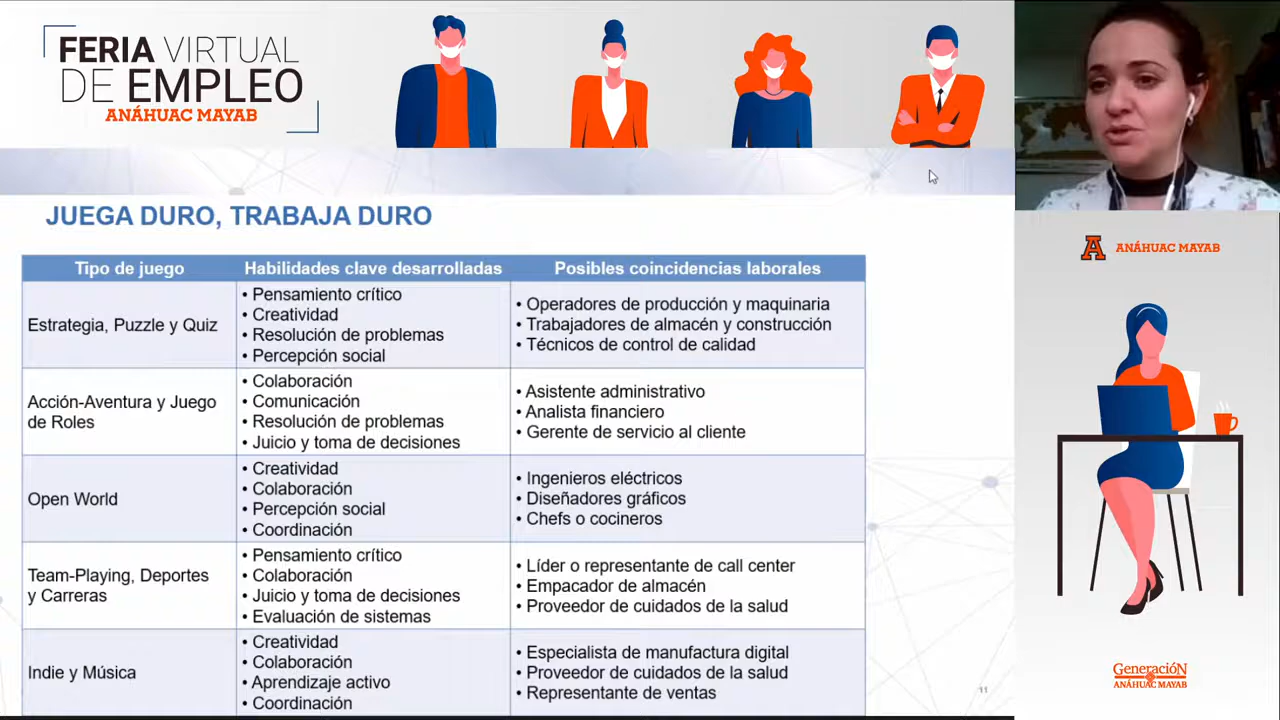 FERIA VIRTUAL
DE EMPLEO
ANÁHUAC MAYAB
JUEGA DURO, TRABAJA DURO
Tipo de juego
Habilidades clave desarrolladas
Posibles coincidencias laborales
Estrategia, Puzzle y Quiz
• Pensamiento crítico
• Creatividad
• Resolución de problemas
• Percepción social
• Operadores de producción y maquinaria
• Trabajadores de almacén y construcción
• Técnicos de control de calidad
Acción-Aventura y Juego
de Roles
• Colaboración
• Comunicación
• Resolución de problemas
• Juicio y toma de decisiones
• Asistente administrativo
• Analista financiero
• Gerente de servicio al cliente
Open World
• Creatividad
• Colaboración
• Percepción social
• Coordinación
• Ingenieros eléctricos
• Diseñadores gráficos
• Chefs o cocineros
Team-Playing, Deportes
y Carreras
• Pensamiento crítico
• Colaboración
• Juicio y toma de decisiones
• Evaluación de sistemas
• Líder o representante de call center
• Empacador de almacén
• Proveedor de cuidados de la salud
Indie y Música
• Creatividad
• Colaboración
• Aprendizaje activo
• Coordinación
• Especialista de manufactura digital
• Proveedor de cuidados de la salud
• Representante de ventas
11
A ANÁHUAC MAYAB
GeneracióN
ANÁHUAC MAYAB